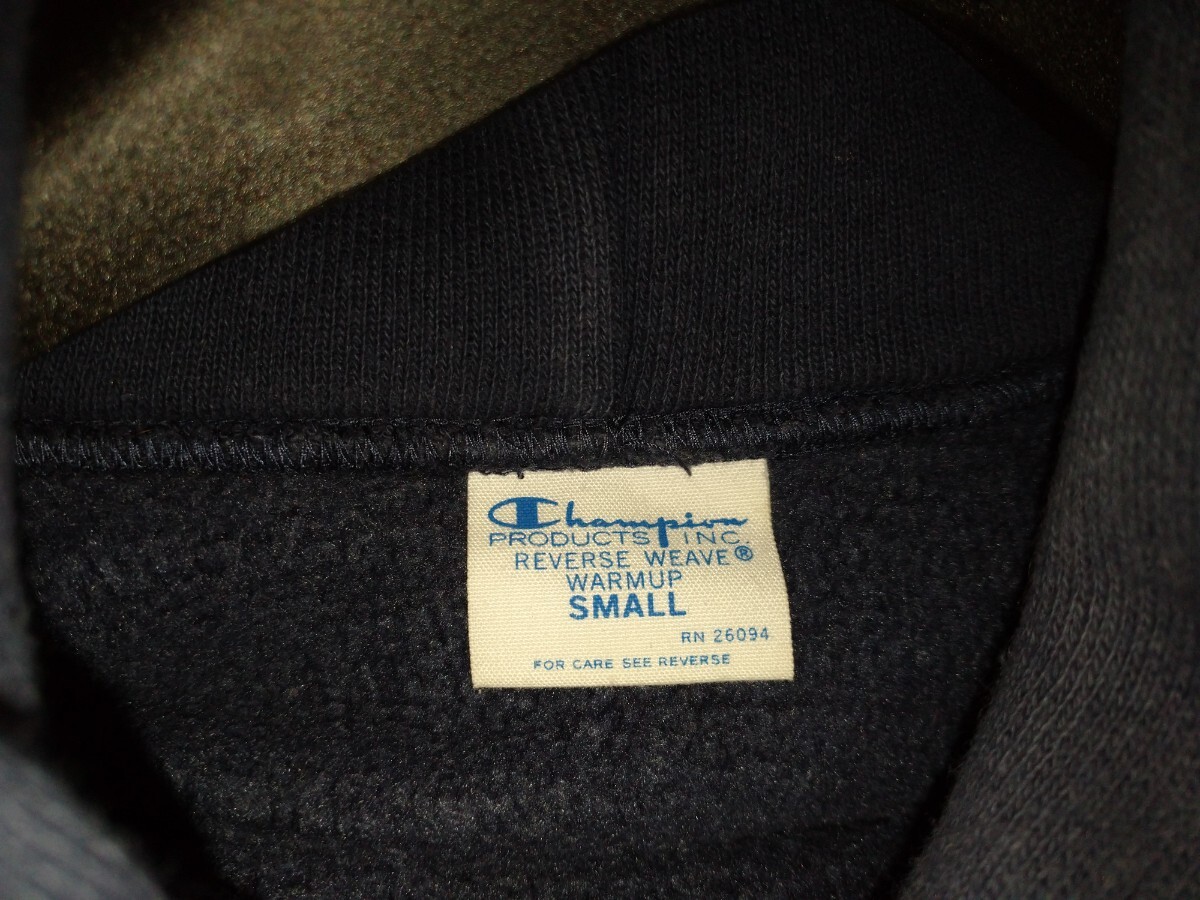 Champion
PRODUCTS INC.
REVERSE WEAVE®
WARMUP
SMALL
RN 26094
FOR CARE SEE REVERSE